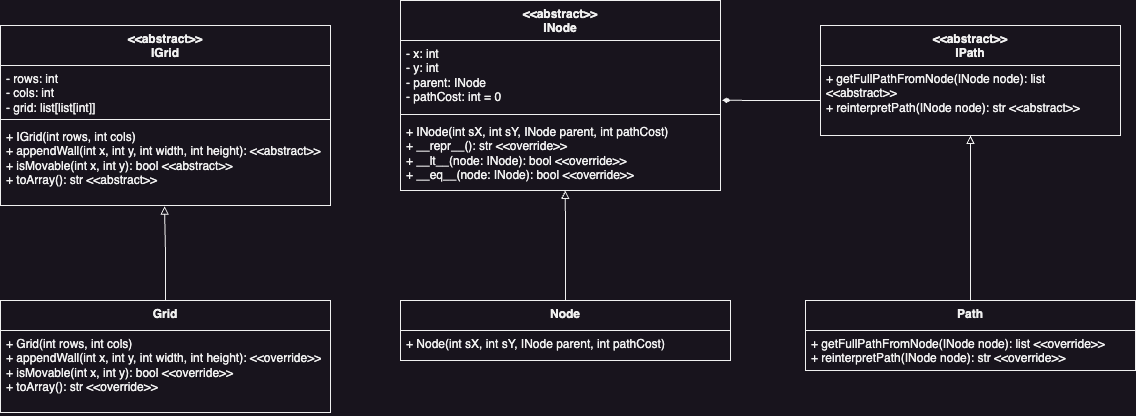 <<abstract>>
IGrid
- rows: int
- cols: int
- grid: list[list[int]]
+ IGrid(int rows, int cols)
+ appendWall(int x, int y, int width, int height): <<abstract>>
+ isMovable(int x, int y): bool <<abstract>>
+ toArray(): str <<abstract>>
<<abstract>>
INode
- x: int
- y: int
- parent: INode
- pathCost: int = 0
+ INode(int sX, int sY, INode parent, int pathCost)
+ __repr__(): str <<override>>
+ __lt__(node: INode): bool <<override>>
+ __eq__(node: INode): bool <<override>>
<<abstract>>
IPath
+ getFullPathFromNode(INode node): list
<<abstract>>
+ reinterpretPath(INode node): str <<abstract>>
Grid
+ Grid(int rows, int cols)
+ appendWall(int x, int y, int width, int height): <<override>>
+ isMovable(int x, int y): bool <<override>>
+ toArray(): str <<override>>
Node
+ Node(int sX, int sY, INode parent, int pathCost)
Path
+ getFullPathFromNode(INode node): list <<override>>
+ reinterpretPath(INode node): str <<override>>